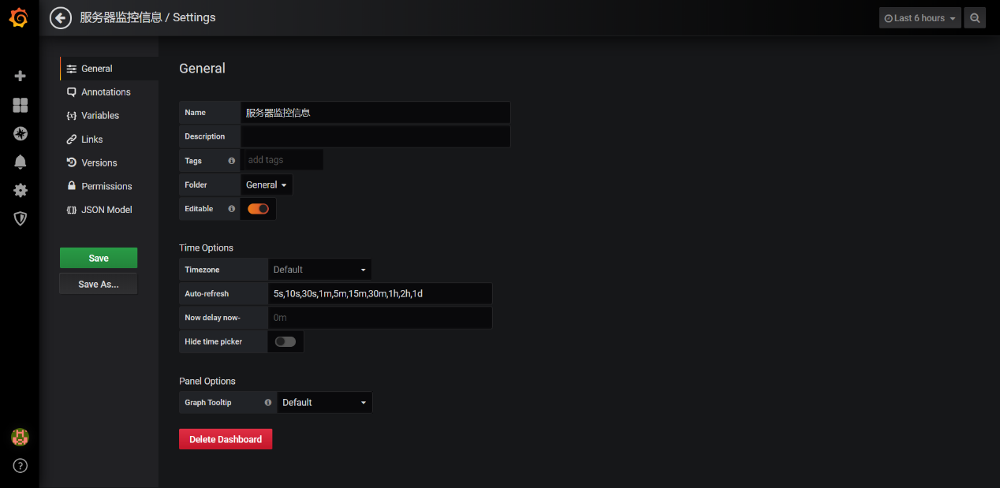 服务器监控信息 / Settings
Last 6 hours
General
Annotations
Variables
Links
Versions
Permissions
JSON Model
Save
Save As...
General
Name 服务器监控信息
Description
Tags add tags
Folder General
Editable
Time Options
Timezone Default
Auto-refresh 5s,10s,30s,1m,5m,15m,30m,1h,2h,1d
Now delay now- 0m
Hide time picker
Panel Options
Graph Tooltip Default
Delete Dashboard